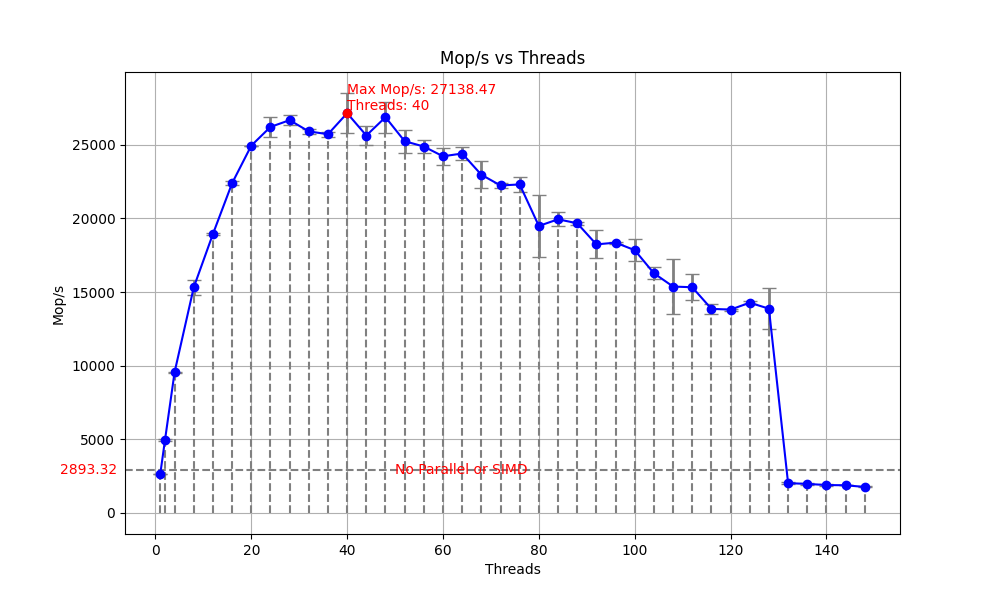 Mop/s vs Threads
Max Mop/s: 27138.47
Threads: 40
25000
20000
15000
10000
5000
2893.32
No Parallel or SIMD
0
Mop/s
0 20 40 60 80 100 120 140
Threads